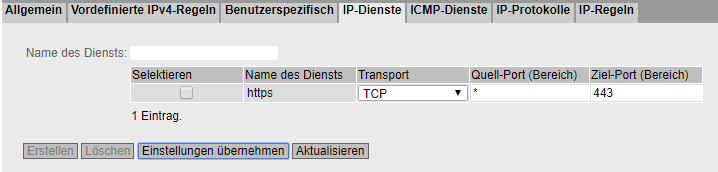 Allgemein Vordefinierte IPv4-Regeln Benutzerspezifisch IP-Dienste ICMP-Dienste IP-Protokolle IP-Regeln
Name des Diensts:
Selektieren Name des Diensts Transport Quell-Port (Bereich) Ziel-Port (Bereich)
https TCP * 443
1 Eintrag.
Erstellen Löschen Einstellungen übernehmen Aktualisieren